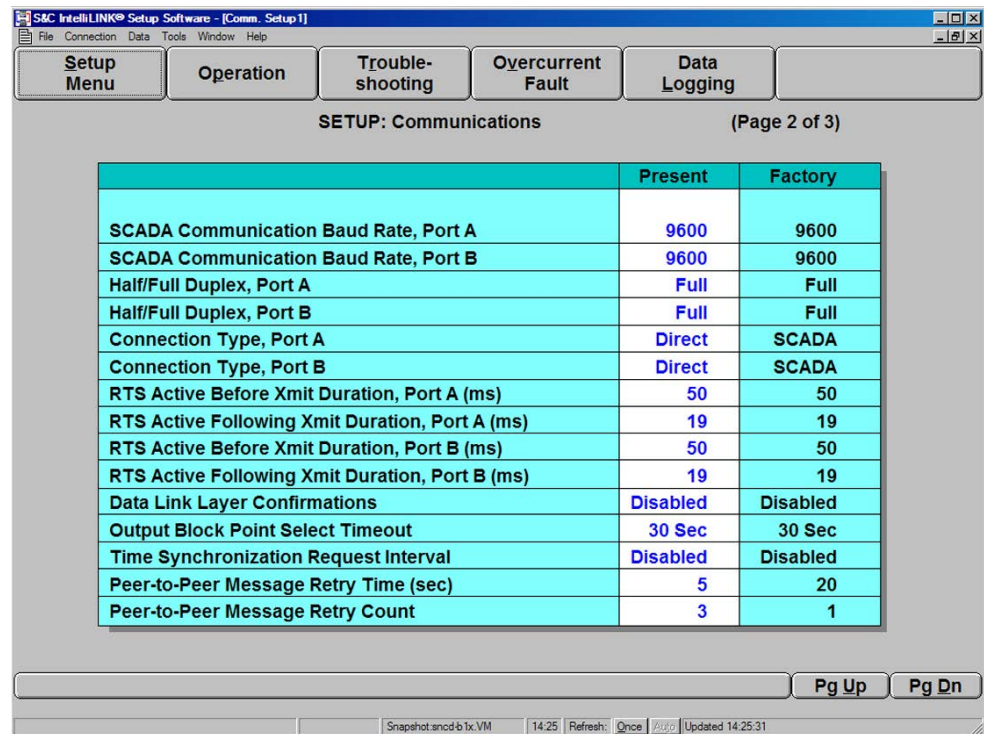 S&C IntelliLINK® Setup Software - [Comm. Setup1]
File Connection Data Tools Window Help
Setup Menu
Operation
Trouble-shooting
Overcurrent Fault
Data Logging
SETUP: Communications (Page 2 of 3)
Present Factory
SCADA Communication Baud Rate, Port A 9600 9600
SCADA Communication Baud Rate, Port B 9600 9600
Half/Full Duplex, Port A Full Full
Half/Full Duplex, Port B Full Full
Connection Type, Port A Direct SCADA
Connection Type, Port B Direct SCADA
RTS Active Before Xmit Duration, Port A (ms) 50 50
RTS Active Following Xmit Duration, Port A (ms) 19 19
RTS Active Before Xmit Duration, Port B (ms) 50 50
RTS Active Following Xmit Duration, Port B (ms) 19 19
Data Link Layer Confirmations Disabled Disabled
Output Block Point Select Timeout 30 Sec 30 Sec
Time Synchronization Request Interval Disabled Disabled
Peer-to-Peer Message Retry Time (sec) 5 20
Peer-to-Peer Message Retry Count 3 1
Pg Up Pg Dn
Snapshot:sncd-b1x.VM 14:25 Refresh: Once Auto Updated 14:25:31